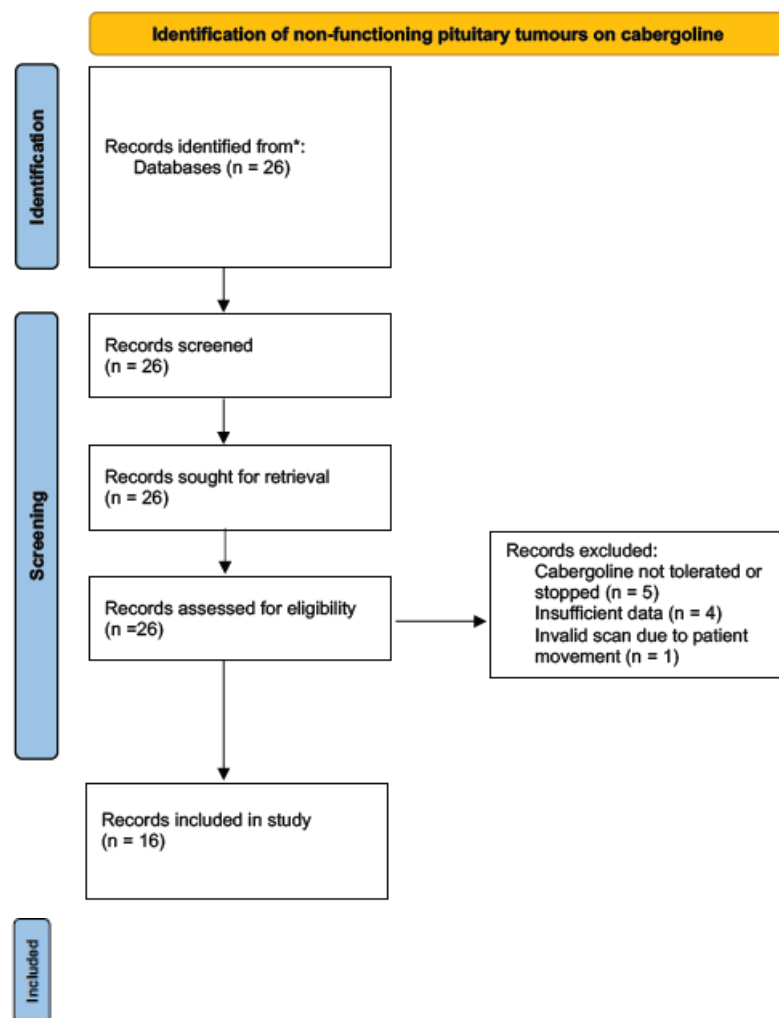 Identification of non-functioning pituitary tumours on cabergoline
Identification
Records identified from*:
Databases (n = 26)
Screening
Records screened
(n = 26)
Records sought for retrieval
(n = 26)
Records assessed for eligibility
(n =26)
Records excluded:
Cabergoline not tolerated or
stopped (n = 5)
Insufficient data (n = 4)
Invalid scan due to patient
movement (n = 1)
Records included in study
(n = 16)
Included